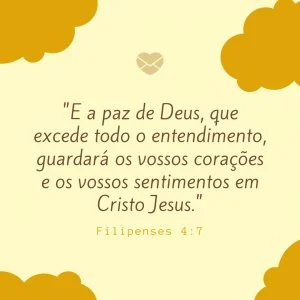 "E a paz de Deus, que
excede todo o entendimento,
guardará os vossos corações
e os vossos sentimentos em
Cristo Jesus."
Filipenses 4:7